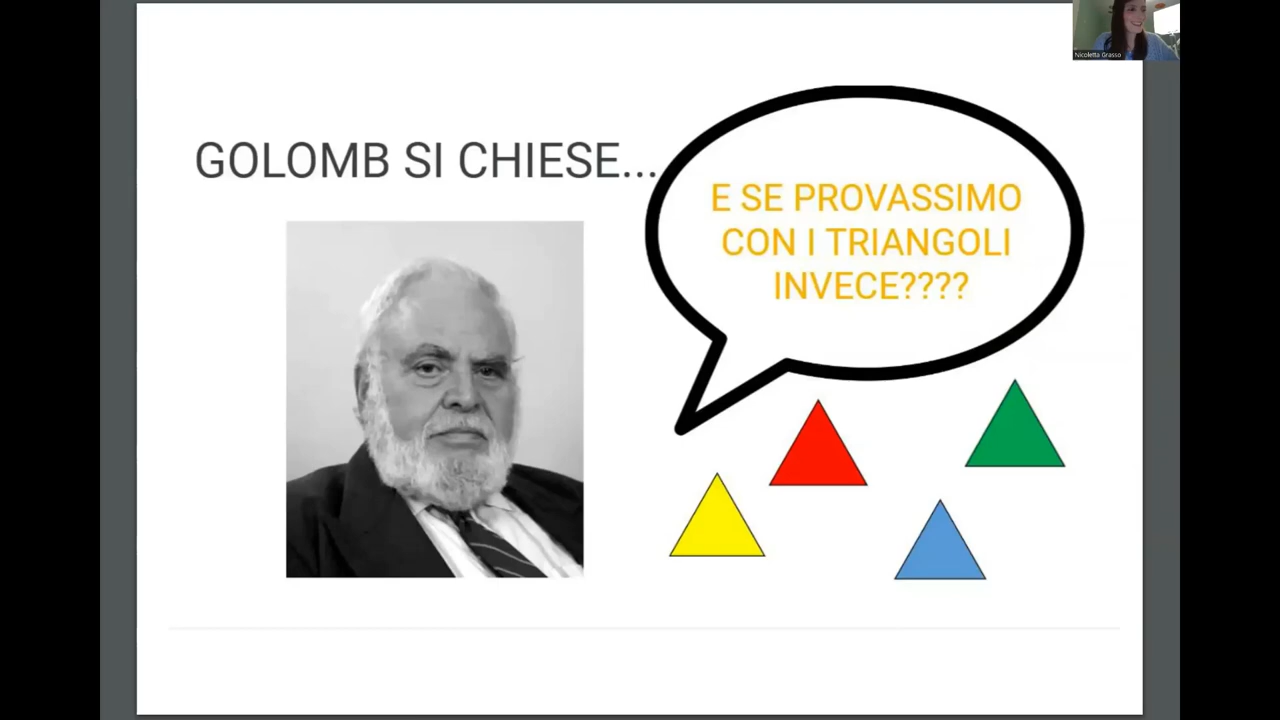 Nicoletta Grasso
GOLOMB SI CHIESE...
E SE PROVASSIMO
CON I TRIANGOLI
INVECE????